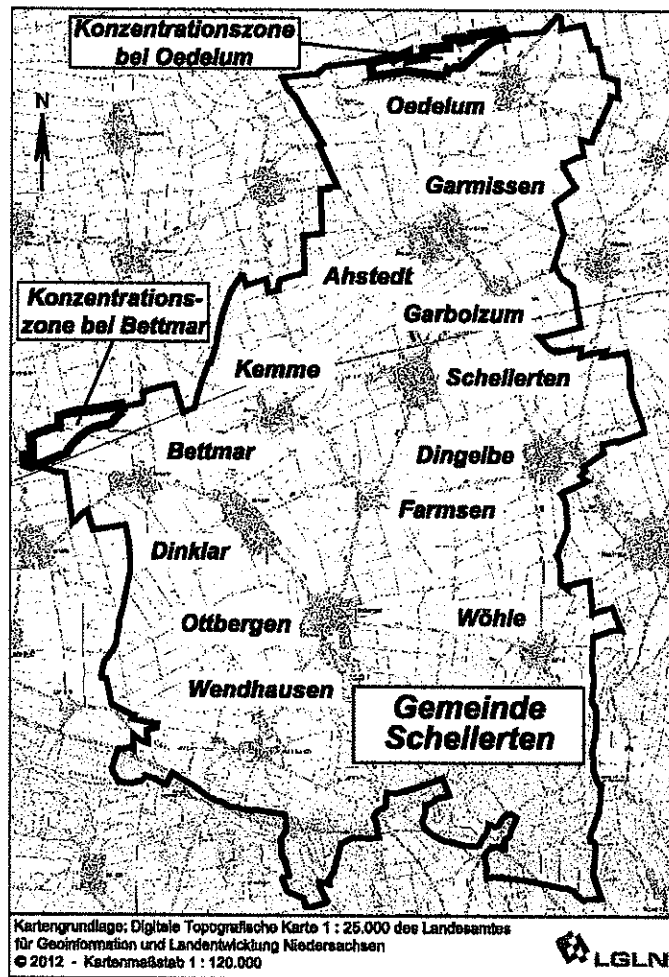 Konzentrationszone
bei Oedelum
N
Oedelum
Garmissen
Ahstedt
Konzentrations-
zone bei Bettmar
Garbolzum
Kemme
Schellerten
Bettmar
Dingelbe
Farmsen
Dinklar
Ottbergen
Wöhle
Wendhausen
Gemeinde
Schellerten
Kartengrundlage: Digitale Topografische Karte 1 : 25.000 des Landesamtes
für Geoinformation und Landentwicklung Niedersachsen
© 2012 - Kartenmaßstab 1 : 120.000
LGLN